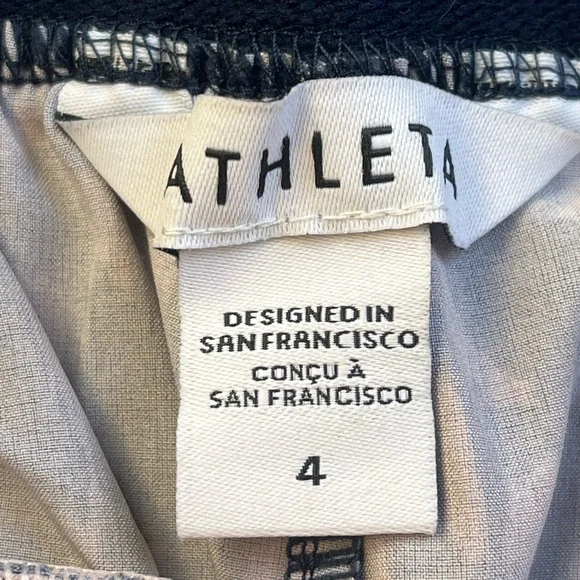 ATHLETA
DESIGNED IN
SAN FRANCISCO
CONÇU À
SAN FRANCISCO
4